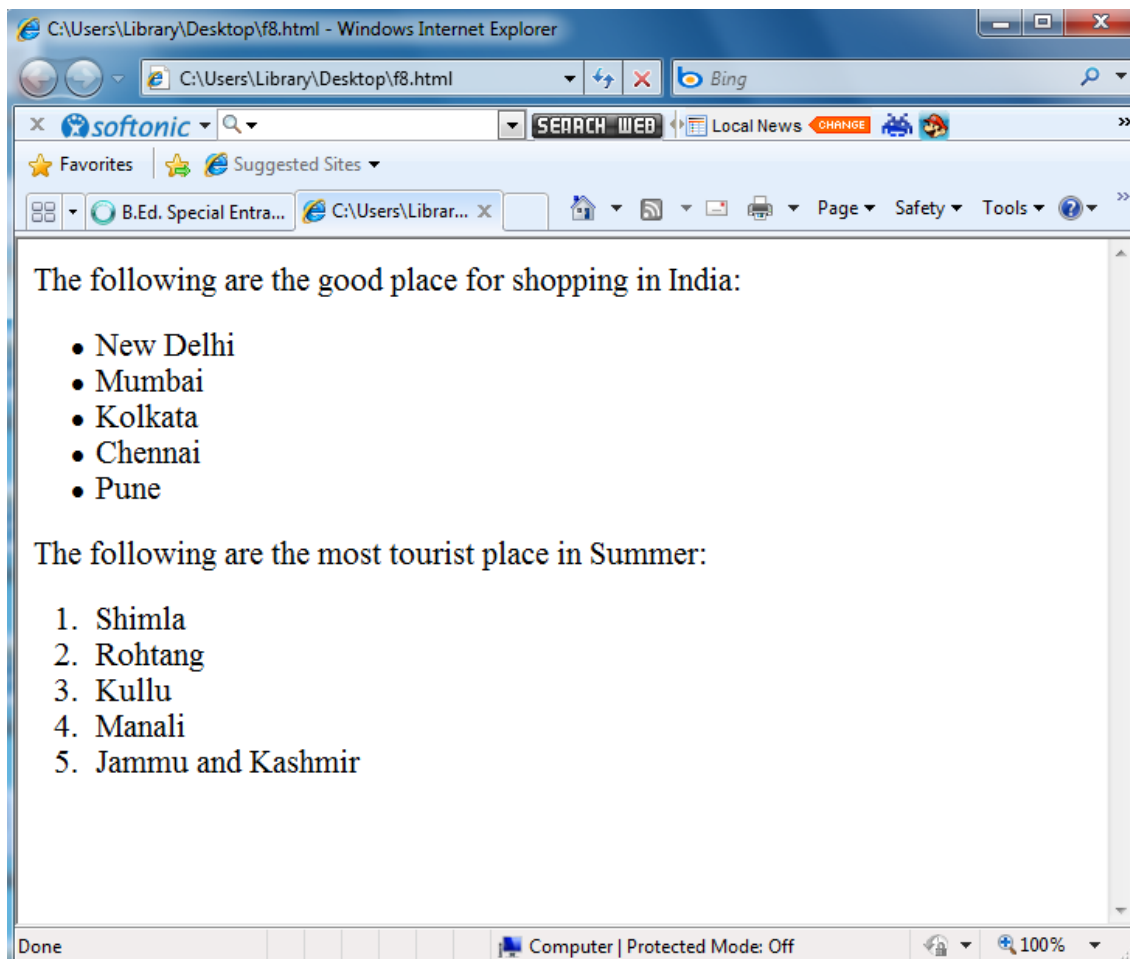 C:\Users\Library\Desktop\f8.html - Windows Internet Explorer
C:\Users\Library\Desktop\f8.html Bing
softonic SEARCH WEB Local News CHANGE
Favorites Suggested Sites
B.Ed. Special Entra... C:\Users\Librar... Page Safety Tools
The following are the good place for shopping in India:
• New Delhi
• Mumbai
• Kolkata
• Chennai
• Pune
The following are the most tourist place in Summer:
1. Shimla
2. Rohtang
3. Kullu
4. Manali
5. Jammu and Kashmir
Done Computer | Protected Mode: Off 100%